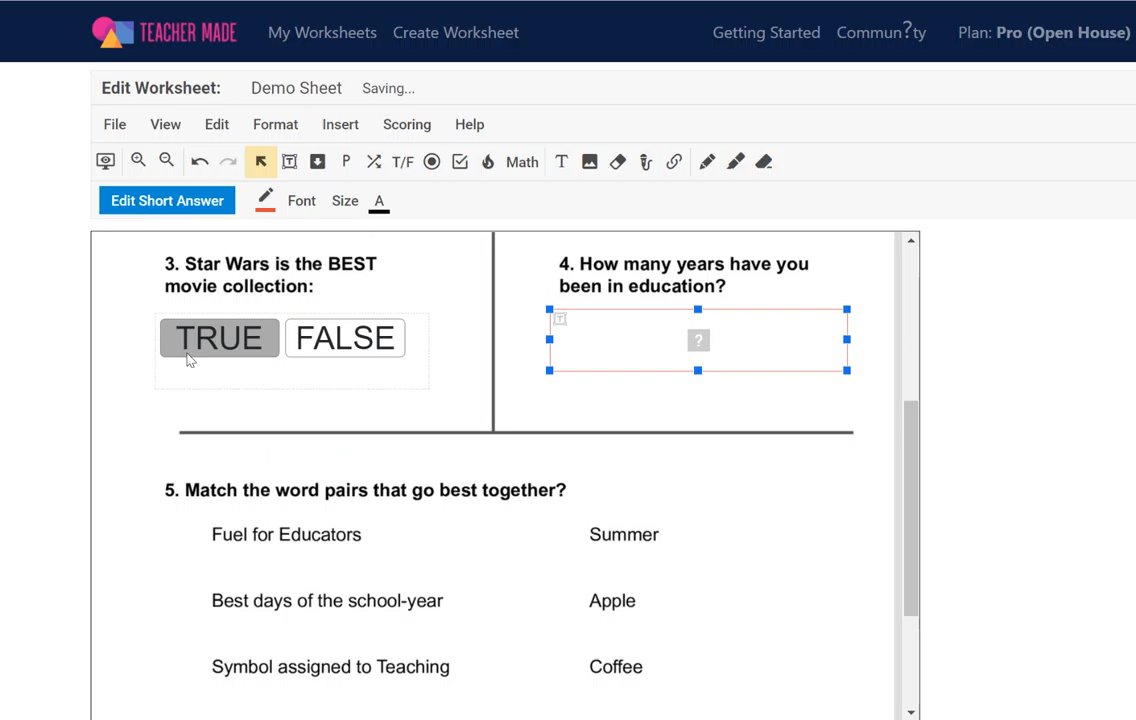 TEACHER MADE My Worksheets Create Worksheet Getting Started Commun?ty Plan: Pro (Open House)
Edit Worksheet: Demo Sheet Saving...
File View Edit Format Insert Scoring Help
P T/F Math T
Edit Short Answer Font Size A
3. Star Wars is the BEST
movie collection:
TRUE FALSE
4. How many years have you
been in education?
T
?
5. Match the word pairs that go best together?
Fuel for Educators Summer
Best days of the school-year Apple
Symbol assigned to Teaching Coffee